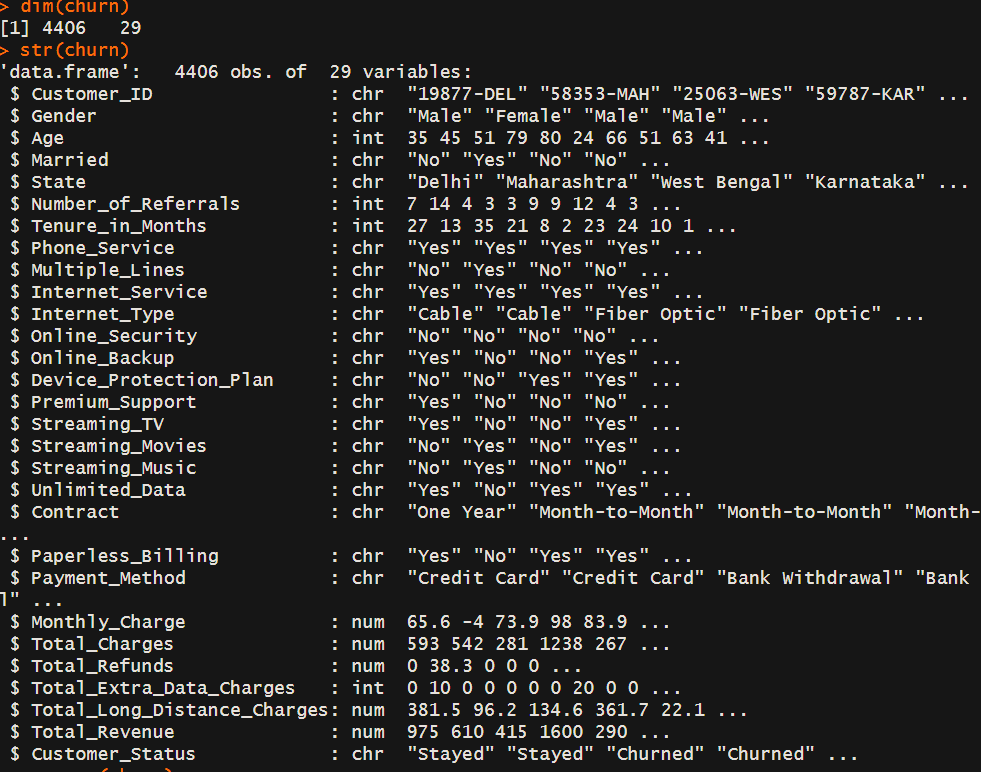 > dim(churn)
[1] 4406   29
> str(churn)
'data.frame':   4406 obs. of  29 variables:
 $ Customer_ID                 : chr  "19877-DEL" "58353-MAH" "25063-WES" "59787-KAR" ...
 $ Gender                      : chr  "Male" "Female" "Male" "Male" ...
 $ Age                         : int  35 45 51 79 80 24 66 51 63 41 ...
 $ Married                     : chr  "No" "Yes" "No" "No" ...
 $ State                       : chr  "Delhi" "Maharashtra" "West Bengal" "Karnataka" ...
 $ Number_of_Referrals         : int  7 14 4 3 3 9 9 12 4 3 ...
 $ Tenure_in_Months            : int  27 13 35 21 8 2 23 24 10 1 ...
 $ Phone_Service               : chr  "Yes" "Yes" "Yes" "Yes" ...
 $ Multiple_Lines              : chr  "No" "Yes" "No" "No" ...
 $ Internet_Service            : chr  "Yes" "Yes" "Yes" "Yes" ...
 $ Internet_Type               : chr  "Cable" "Cable" "Fiber Optic" "Fiber Optic" ...
 $ Online_Security             : chr  "No" "No" "No" "No" ...
 $ Online_Backup               : chr  "Yes" "No" "No" "Yes" ...
 $ Device_Protection_Plan      : chr  "No" "No" "Yes" "Yes" ...
 $ Premium_Support             : chr  "Yes" "No" "No" "No" ...
 $ Streaming_TV                : chr  "Yes" "No" "No" "Yes" ...
 $ Streaming_Movies            : chr  "No" "Yes" "No" "Yes" ...
 $ Streaming_Music             : chr  "No" "Yes" "No" "No" ...
 $ Unlimited_Data              : chr  "Yes" "No" "Yes" "Yes" ...
 $ Contract                    : chr  "One Year" "Month-to-Month" "Month-to-Month" "Month-
...
 $ Paperless_Billing           : chr  "Yes" "No" "Yes" "Yes" ...
 $ Payment_Method              : chr  "Credit Card" "Credit Card" "Bank Withdrawal" "Bank
l" ...
 $ Monthly_Charge              : num  65.6 -4 73.9 98 83.9 ...
 $ Total_Charges               : num  593 542 281 1238 267 ...
 $ Total_Refunds               : num  0 38.3 0 0 0 ...
 $ Total_Extra_Data_Charges    : int  0 10 0 0 0 0 0 20 0 0 ...
 $ Total_Long_Distance_Charges: num  381.5 96.2 134.6 361.7 22.1 ...
 $ Total_Revenue               : num  975 610 415 1600 290 ...
 $ Customer_Status             : chr  "Stayed" "Stayed" "Churned" "Churned" ...